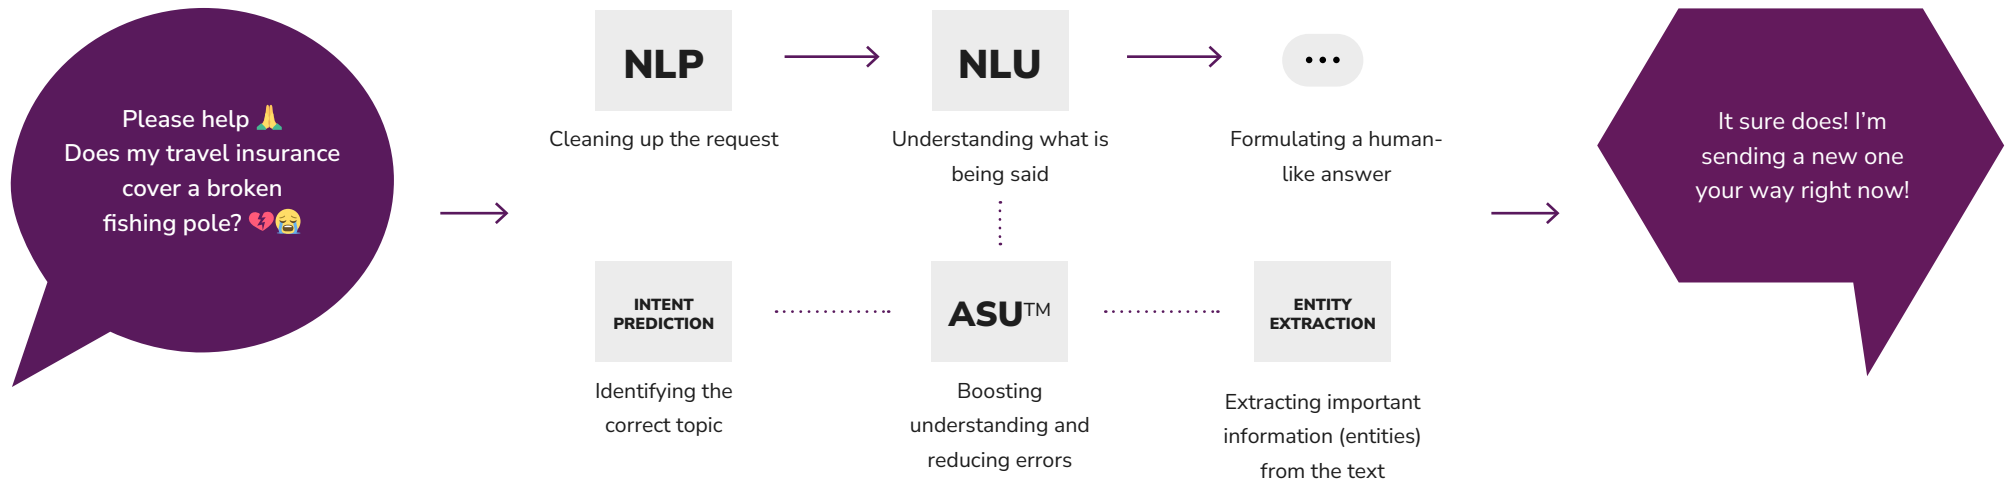 Please help 🙏
Does my travel insurance
cover a broken
fishing pole? 💔😭
NLP
Cleaning up the request
NLU
Understanding what is
being said
Formulating a human-
like answer
INTENT
PREDICTION
Identifying the
correct topic
ASU™
Boosting
understanding and
reducing errors
ENTITY
EXTRACTION
Extracting important
information (entities)
from the text
It sure does! I’m
sending a new one
your way right now!